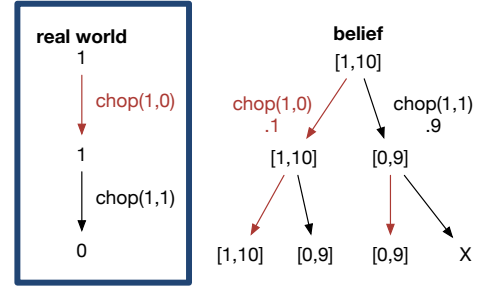 real world
1
chop(1,0)
1
chop(1,1)
0
belief
[1,10]
chop(1,0)
.1
chop(1,1)
.9
[1,10]
[0,9]
[1,10]
[0,9]
[0,9]
X